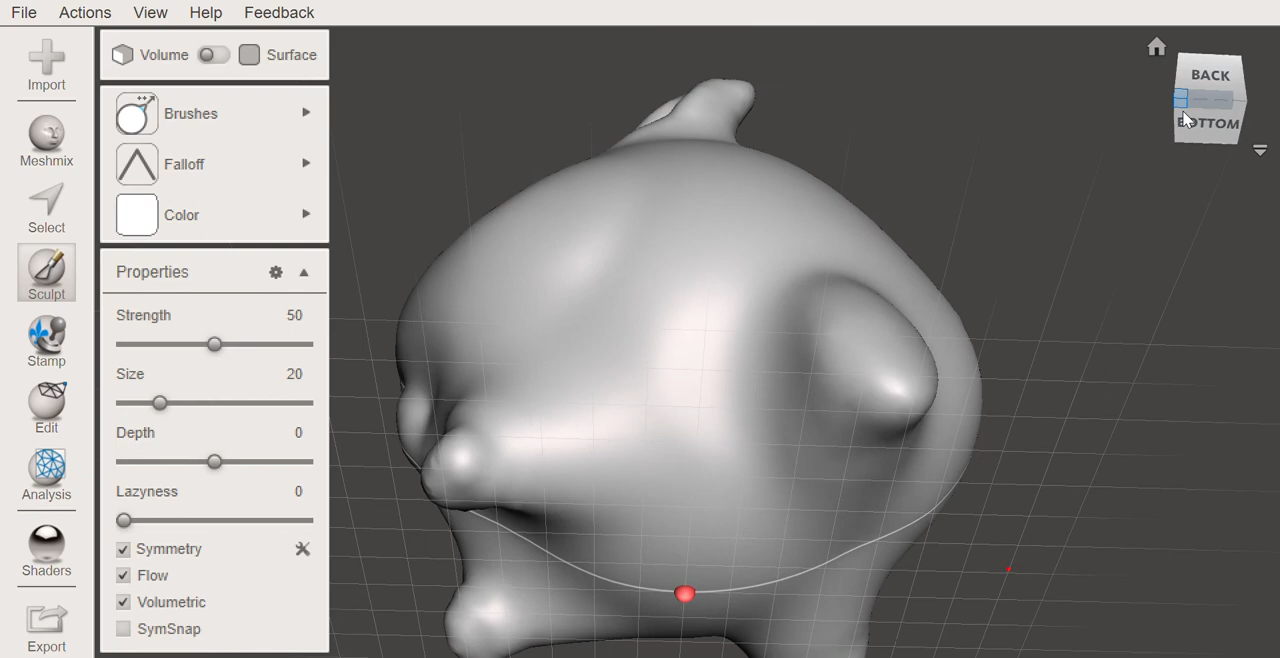 File Actions View Help Feedback
Import
Meshmix
Select
Sculpt
Stamp
Edit
Analysis
Shaders
Export
Volume Surface
Brushes
Falloff
Color
Properties
Strength 50
Size 20
Depth 0
Lazyness 0
Symmetry
Flow
Volumetric
SymSnap
BACK
BOTTOM